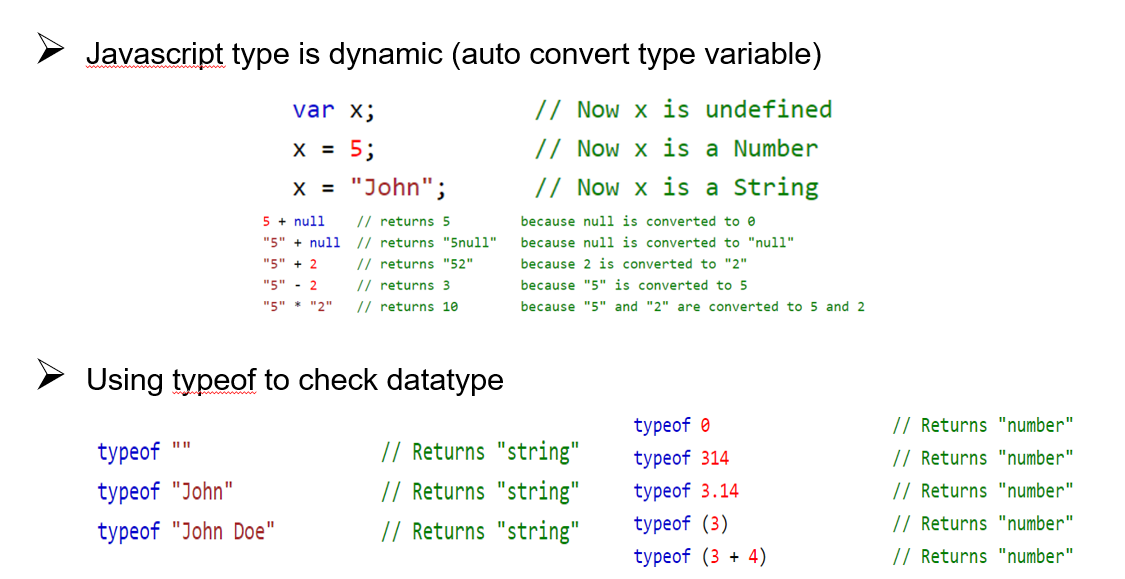 Javascript type is dynamic (auto convert type variable)
var x; // Now x is undefined
x = 5; // Now x is a Number
x = "John"; // Now x is a String
5 + null // returns 5 because null is converted to 0
"5" + null // returns "5null" because null is converted to "null"
"5" + 2 // returns "52" because 2 is converted to "2"
"5" - 2 // returns 3 because "5" is converted to 5
"5" * "2" // returns 10 because "5" and "2" are converted to 5 and 2
Using typeof to check datatype
typeof "" // Returns "string"
typeof "John" // Returns "string"
typeof "John Doe" // Returns "string"
typeof 0 // Returns "number"
typeof 314 // Returns "number"
typeof 3.14 // Returns "number"
typeof (3) // Returns "number"
typeof (3 + 4) // Returns "number"